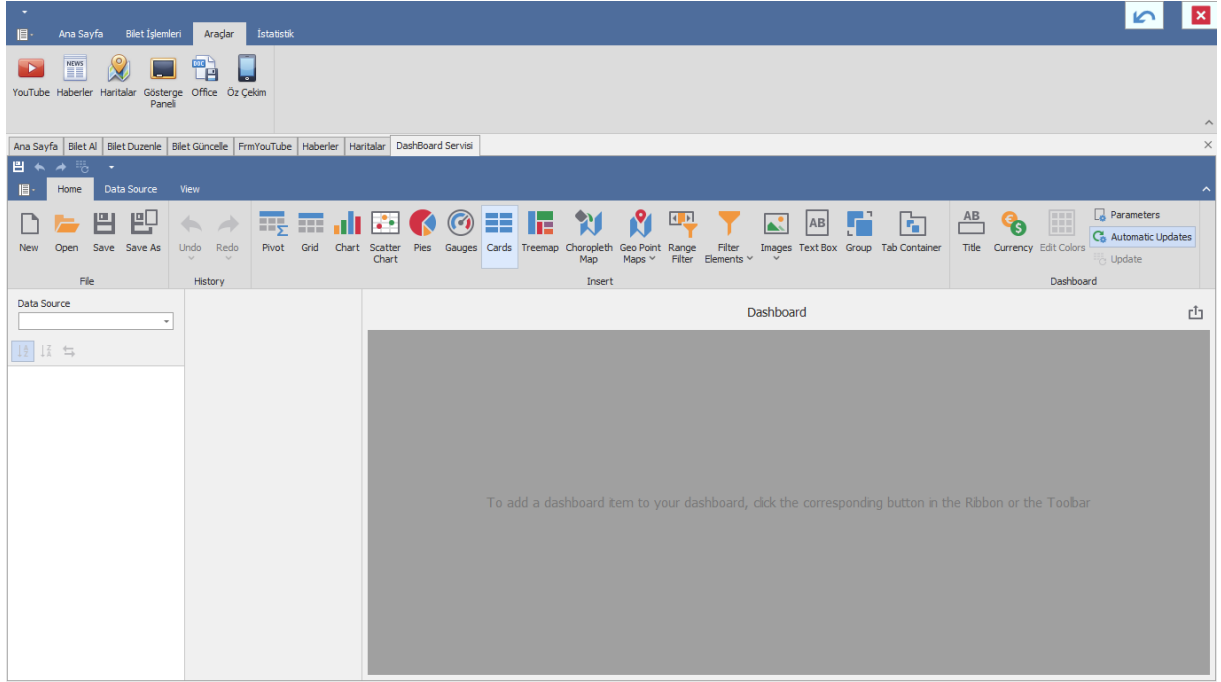 Ana Sayfa Bilet İşlemleri Araçlar İstatistik
NEWS DOC
YouTube Haberler Haritalar Gösterge Paneli Office Öz Çekim
Ana Sayfa Bilet Al Bilet Duzenle Bilet Güncelle FrmYouTube Haberler Haritalar DashBoard Servisi
Home Data Source View
AB AB
New Open Save Save As Undo Redo Pivot Grid Chart Scatter Chart Pies Gauges Cards Treemap Choropleth Map Geo Point Maps Range Filter Filter Elements Images Text Box Group Tab Container Title Currency Edit Colors
Parameters
Automatic Updates
Update
File History Insert Dashboard
Data Source
Dashboard
To add a dashboard item to your dashboard, click the corresponding button in the Ribbon or the Toolbar